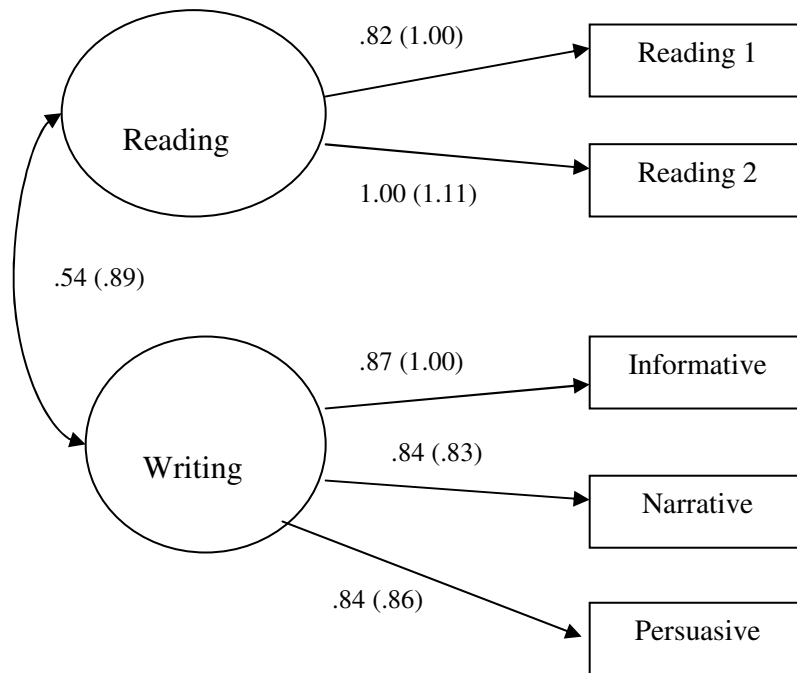 .82 (1.00)
Reading 1
Reading
Reading 2
1.00 (1.11)
.54 (.89)
.87 (1.00)
Informative
.84 (.83)
Writing
Narrative
.84 (.86)
Persuasive